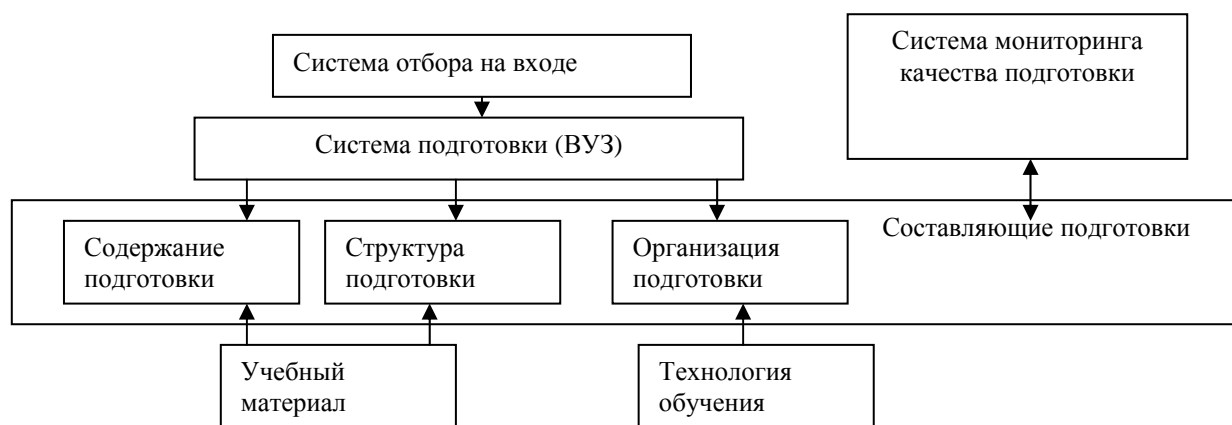 Система отбора на входе
Система мониторинга
качества подготовки
Система подготовки (ВУЗ)
Составляющие подготовки
Содержание
подготовки
Структура
подготовки
Организация
подготовки
Учебный
материал
Технология
обучения